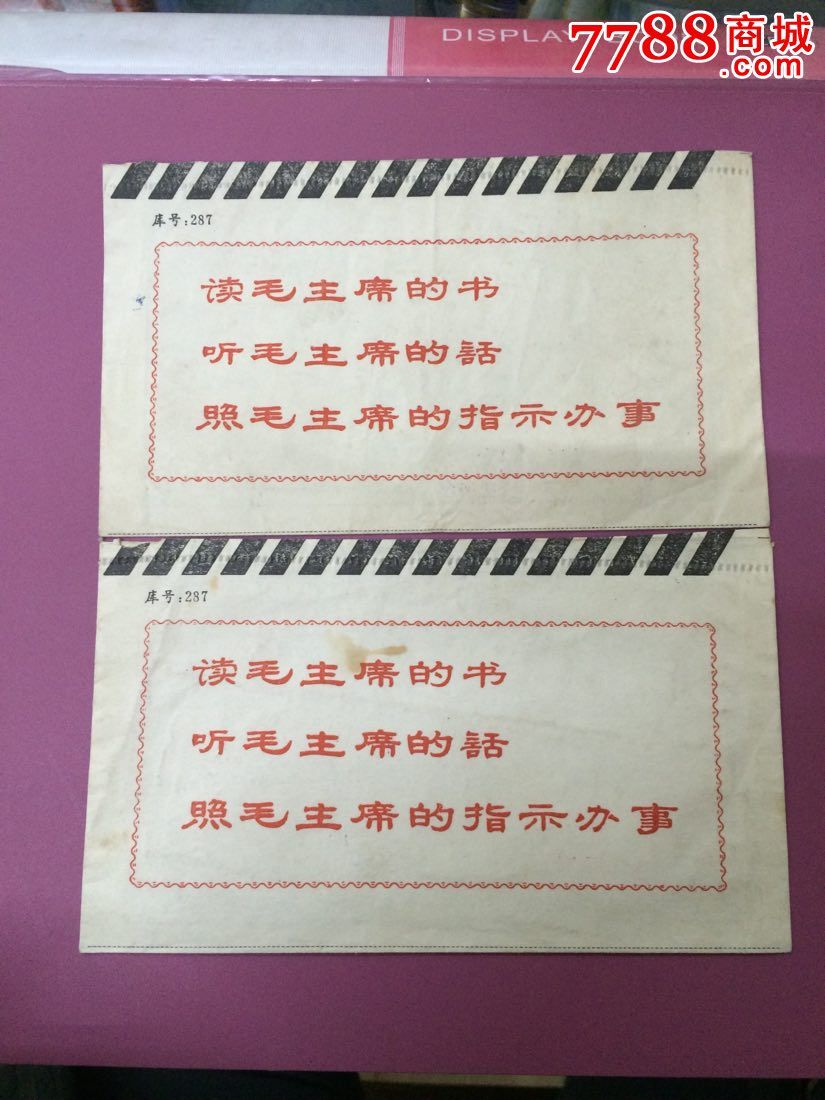 DISPLAY
7788商城
.com
库号:287
读毛主席的书
听毛主席的話
照毛主席的指示办事
库号:287
读毛主席的书
听毛主席的話
照毛主席的指示办事